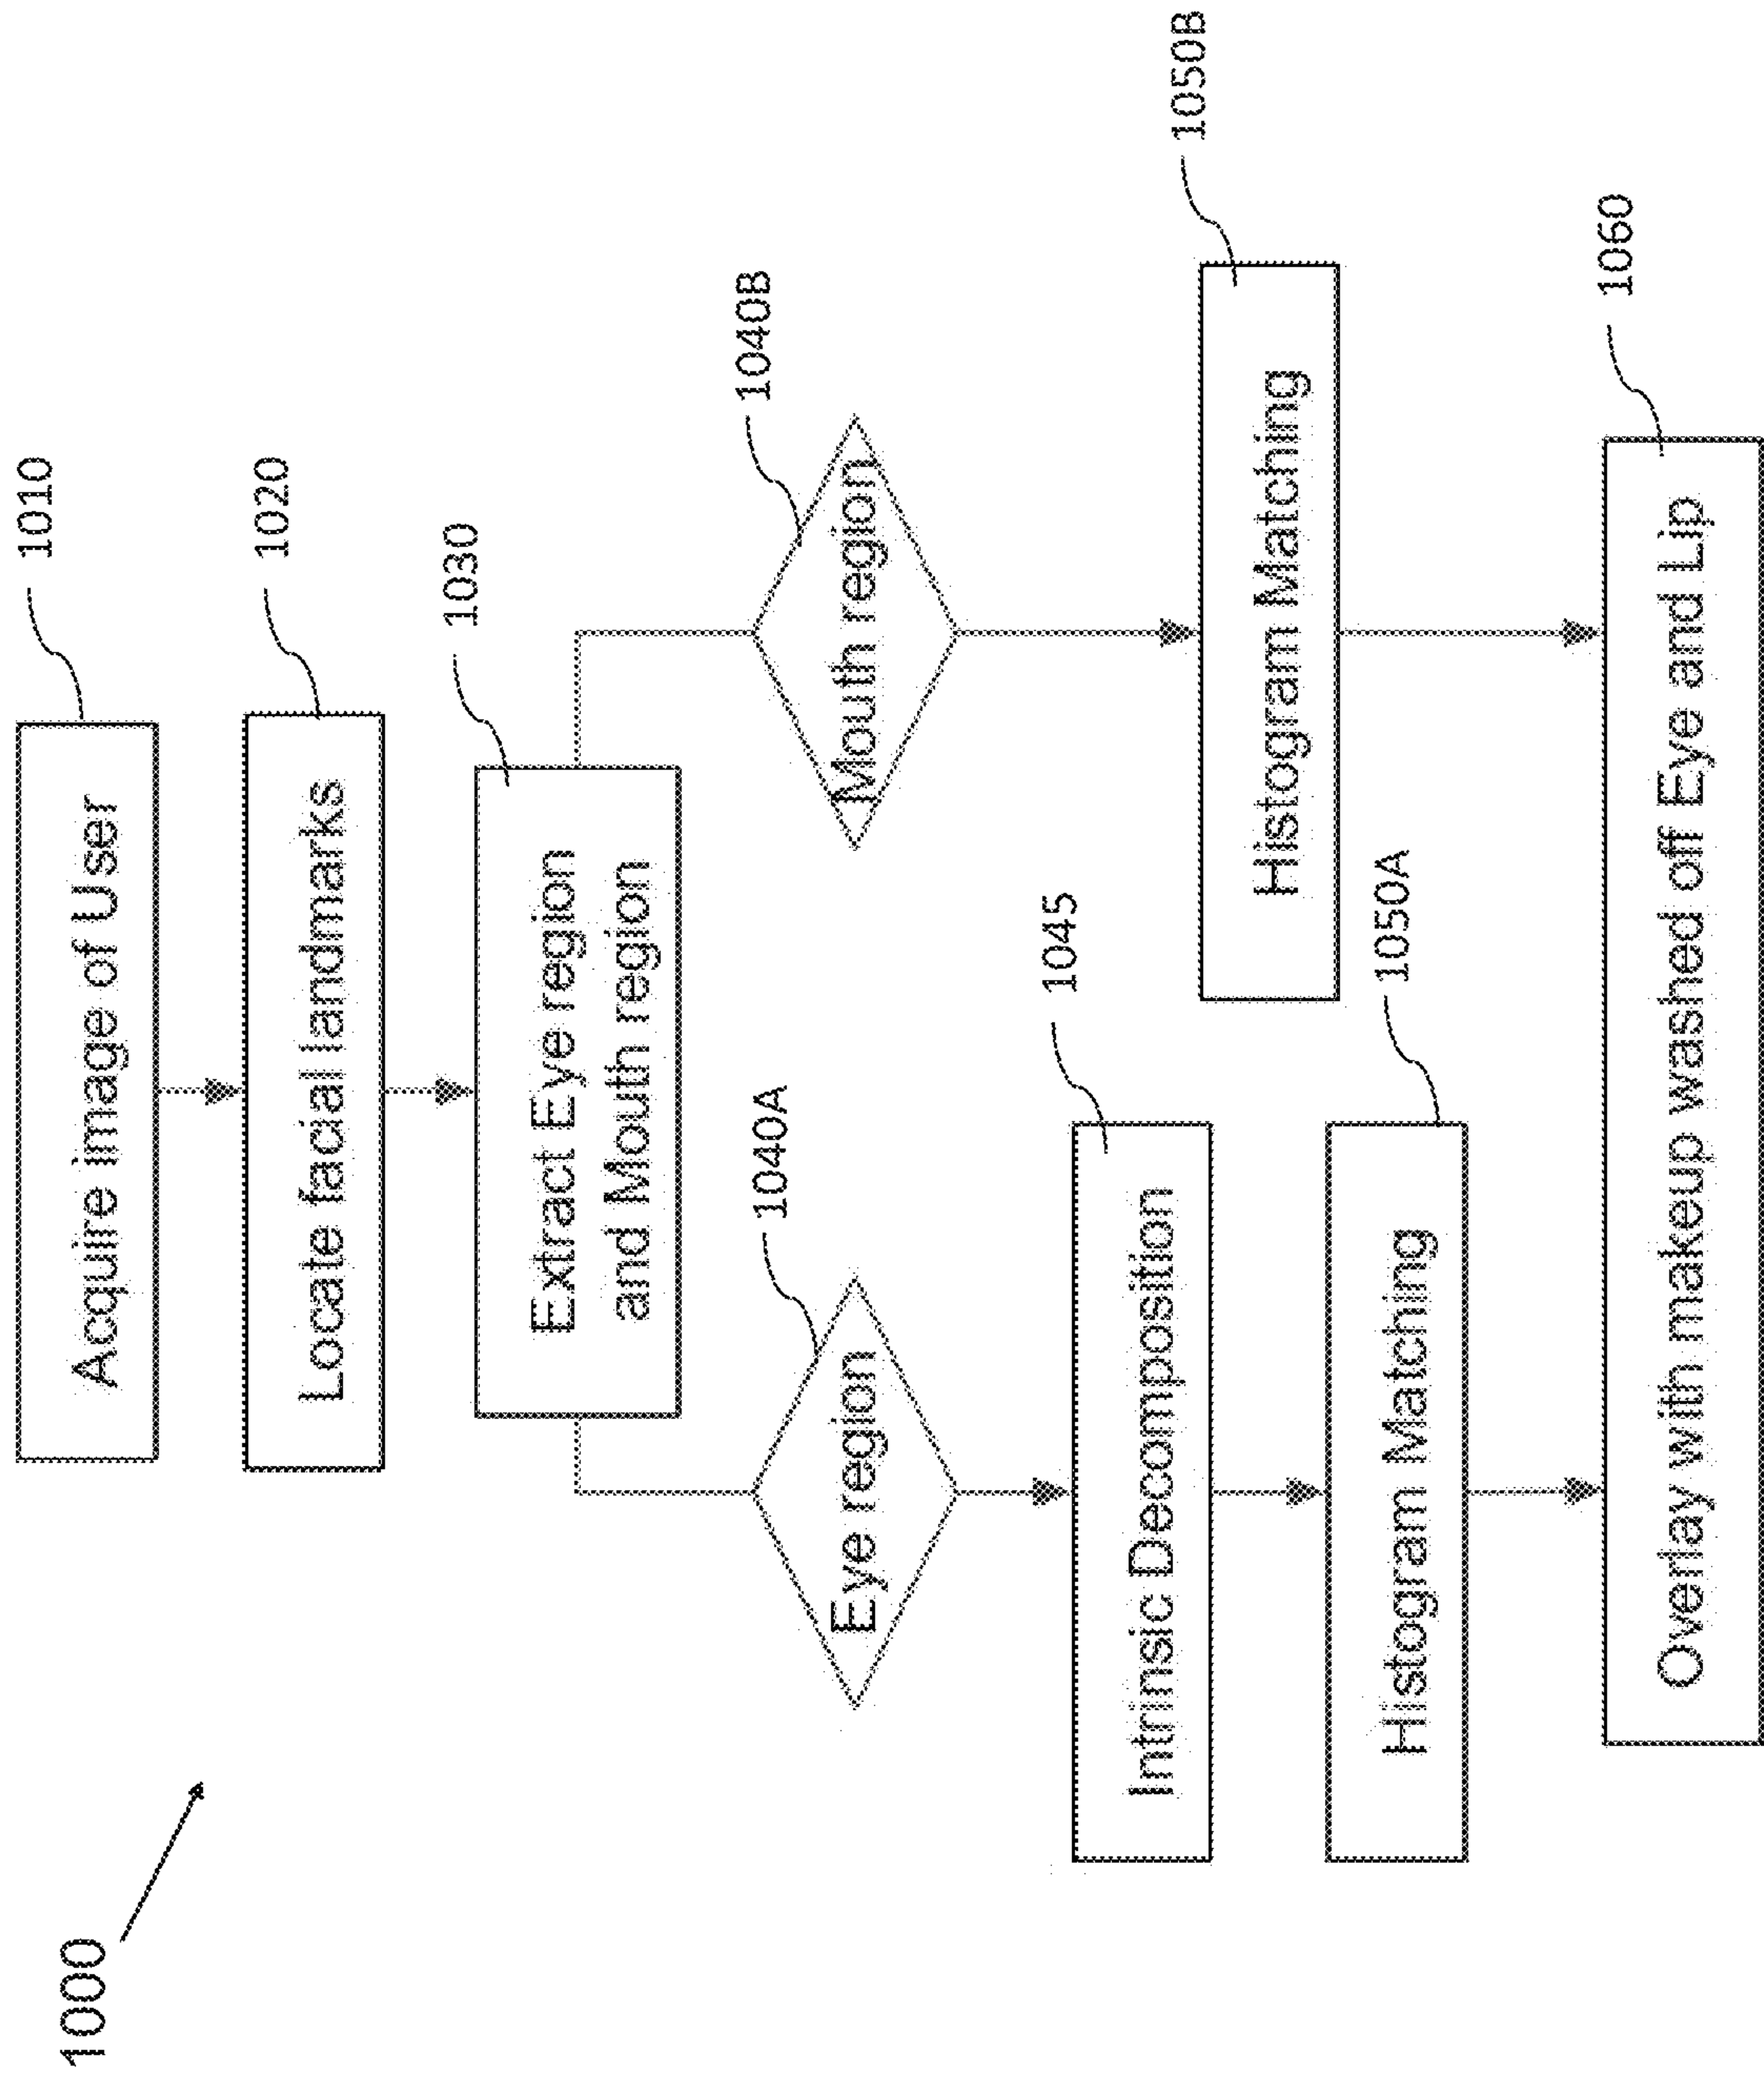 1000
Acquire image of User
1010
Locate facial landmarks
1020
Extract Eye region
and Mouth region
1030
Eye region
1040A
Mouth region
1040B
Intrinsic Decomposition
1045
Histogram Matching
1050A
Histogram Matching
1050B
Overlay with makeup washed off Eye and Lip
1060